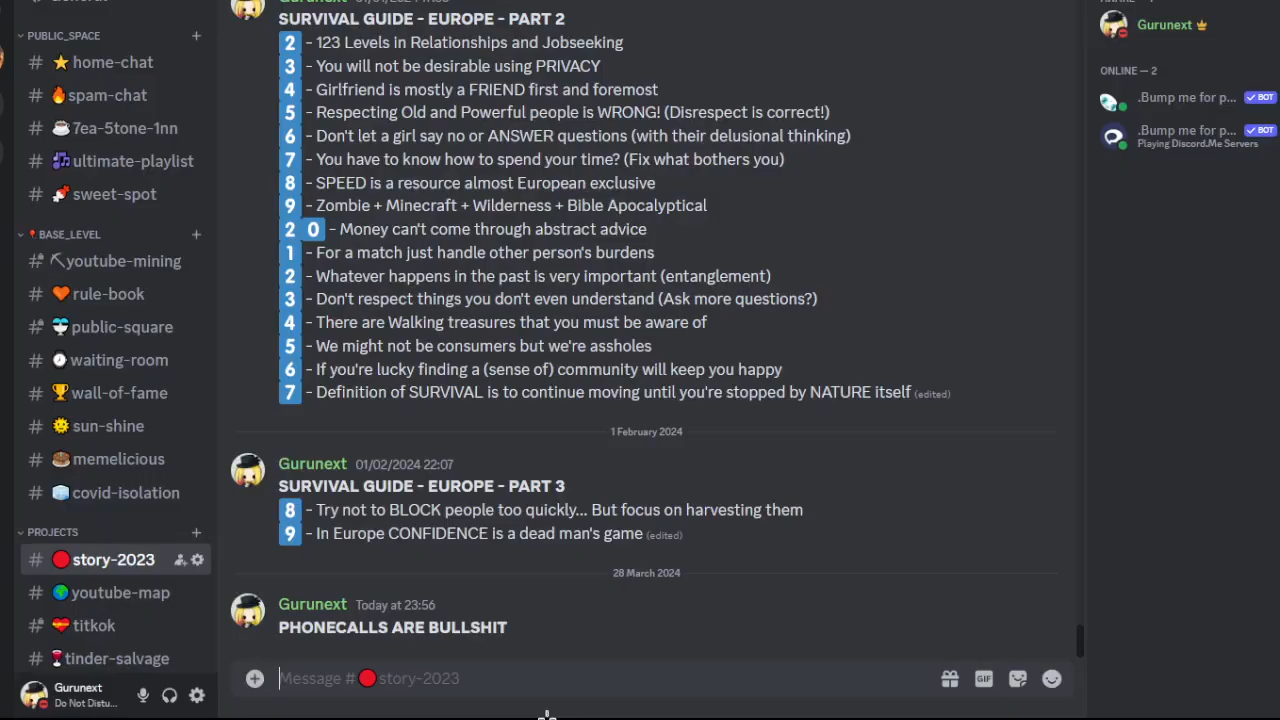 PUBLIC_SPACE
home-chat
spam-chat
7ea-5tone-1nn
ultimate-playlist
sweet-spot
BASE_LEVEL
youtube-mining
rule-book
public-square
waiting-room
wall-of-fame
sun-shine
memelicious
covid-isolation
PROJECTS
story-2023
youtube-map
titkok
tinder-salvage
Gurunext
Do Not Distu...
Gurunext
SURVIVAL GUIDE - EUROPE - PART 2
2 - 123 Levels in Relationships and Jobseeking
3 - You will not be desirable using PRIVACY
4 - Girlfriend is mostly a FRIEND first and foremost
5 - Respecting Old and Powerful people is WRONG! (Disrespect is correct!)
6 - Don't let a girl say no or ANSWER questions (with their delusional thinking)
7 - You have to know how to spend your time? (Fix what bothers you)
8 - SPEED is a resource almost European exclusive
9 - Zombie + Minecraft + Wilderness + Bible Apocalyptical
2 0 - Money can't come through abstract advice
1 - For a match just handle other person's burdens
2 - Whatever happens in the past is very important (entanglement)
3 - Don't respect things you don't even understand (Ask more questions?)
4 - There are Walking treasures that you must be aware of
5 - We might not be consumers but we're assholes
6 - If you're lucky finding a (sense of) community will keep you happy
7 - Definition of SURVIVAL is to continue moving until you're stopped by NATURE itself (edited)
1 February 2024
Gurunext 01/02/2024 22:07
SURVIVAL GUIDE - EUROPE - PART 3
8 - Try not to BLOCK people too quickly... But focus on harvesting them
9 - In Europe CONFIDENCE is a dead man's game (edited)
28 March 2024
Gurunext Today at 23:56
PHONECALLS ARE BULLSHIT
Message # story-2023
GIF
Gurunext
ONLINE — 2
.Bump me for p... BOT
.Bump me for p... BOT
Playing Discord.Me Servers